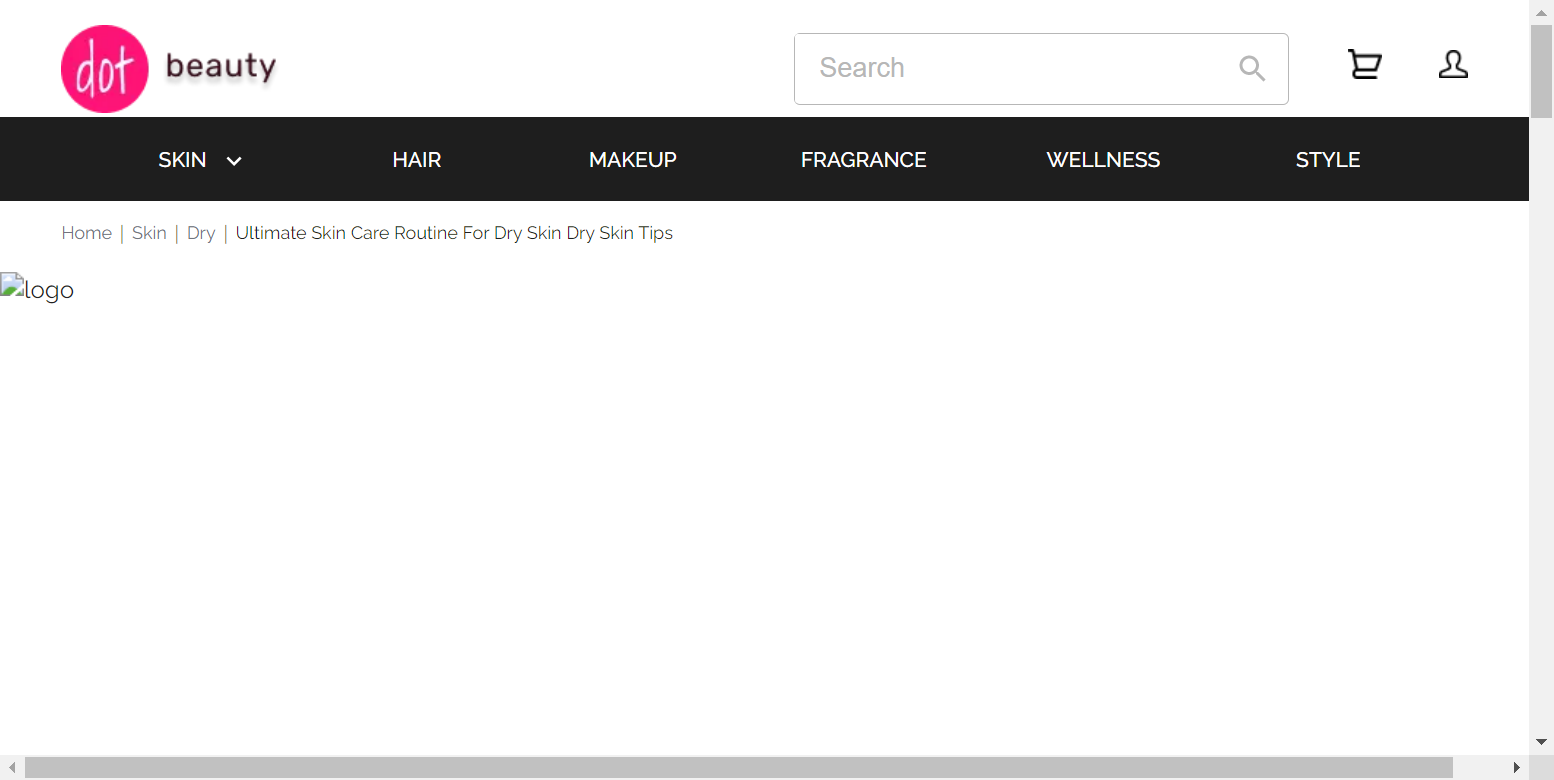 dot beauty
Search
SKIN HAIR MAKEUP FRAGRANCE WELLNESS STYLE
Home | Skin | Dry | Ultimate Skin Care Routine For Dry Skin Dry Skin Tips
logo